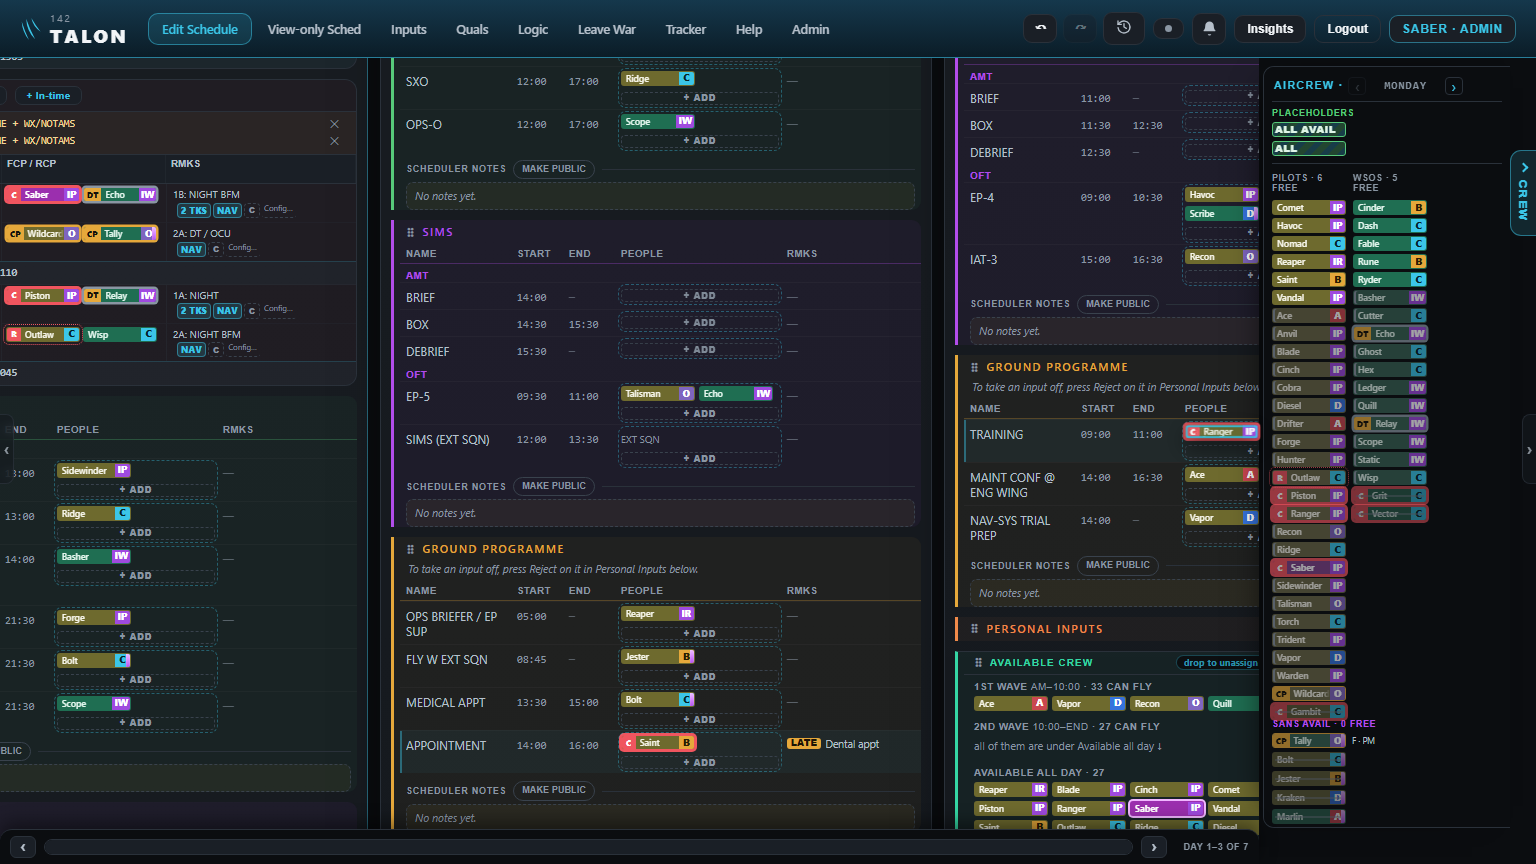 142
TALON
Edit Schedule
View-only Sched
Inputs
Quals
Logic
Leave War
Tracker
Help
Admin
Insights
Logout
SABER · ADMIN
+ In-time
E + WX/NOTAMS
E + WX/NOTAMS
FCP / RCP RMKS
C Saber IP DT Echo IW 1B: NIGHT BFM
2 TKS NAV C Config...
CP Wildcard O CP Tally O 2A: DT / OCU
NAV C Config...
110
C Piston IP DT Relay IW 1A: NIGHT
2 TKS NAV C Config...
R Outlaw C Wisp C 2A: NIGHT BFM
NAV C Config...
045
END PEOPLE RMKS
Sidewinder IP —
+ ADD
13:00 Ridge C —
+ ADD
14:00 Basher IW —
+ ADD
21:30 Forge IP —
+ ADD
21:30 Bolt C —
+ ADD
21:30 Scope IW —
+ ADD
BLIC
SXO 12:00 17:00 Ridge C —
+ ADD
OPS-O 12:00 17:00 Scope IW —
+ ADD
SCHEDULER NOTES MAKE PUBLIC
No notes yet.
SIMS
NAME START END PEOPLE RMKS
AMT
BRIEF 14:00 — + ADD —
BOX 14:30 15:30 + ADD —
DEBRIEF 15:30 — + ADD —
OFT
EP-5 09:30 11:00 Talisman O Echo IW —
+ ADD
SIMS (EXT SQN) 12:00 13:30 EXT SQN —
+ ADD
SCHEDULER NOTES MAKE PUBLIC
No notes yet.
GROUND PROGRAMME
To take an input off, press Reject on it in Personal Inputs below.
NAME START END PEOPLE RMKS
OPS BRIEFER / EP SUP 05:00 — Reaper IR —
+ ADD
FLY W EXT SQN 08:45 — Jester B —
+ ADD
MEDICAL APPT 13:30 15:00 Bolt C —
+ ADD
APPOINTMENT 14:00 16:00 C Saint B LATE Dental appt
+ ADD
SCHEDULER NOTES MAKE PUBLIC
No notes yet.
AMT
BRIEF 11:00 —
BOX 11:30 12:30
DEBRIEF 12:30 —
OFT
EP-4 09:00 10:30 Havoc IP
Scribe D
IAT-3 15:00 16:30 Recon O
SCHEDULER NOTES MAKE PUBLIC
No notes yet.
GROUND PROGRAMME
To take an input off, press Reject on it in Personal Inputs below
NAME START END PEOPLE
TRAINING 09:00 11:00 C Ranger IP
MAINT CONF @ ENG WING 14:00 16:30 Ace A
NAV-SYS TRIAL PREP 14:00 — Vapor D
SCHEDULER NOTES MAKE PUBLIC
No notes yet.
PERSONAL INPUTS
AVAILABLE CREW drop to unassign
1ST WAVE AM–10:00 · 33 CAN FLY
Ace A Vapor D Recon O Quill
2ND WAVE 10:00–END · 27 CAN FLY
all of them are under Available all day ↓
AVAILABLE ALL DAY · 27
Reaper IR Blade IP Cinch IP Comet
Piston IP Ranger IP Saber IP Vandal
Saint B Outlaw C Ridge C Diesel
AIRCREW · ‹ MONDAY ›
PLACEHOLDERS
ALL AVAIL
ALL
PILOTS · 6 FREE
WSOS · 5 FREE
Comet IP Cinder B
Havoc IP Dash C
Nomad C Fable C
Reaper IR Rune B
Saint B Ryder C
Vandal IP Basher IW
Ace A Cutter C
Anvil IP DT Echo IW
Blade IP Ghost C
Cinch IP Hex C
Cobra IP Ledger IW
Diesel D Quill IW
Drifter A DT Relay IW
Forge IP Scope IW
Hunter IP Static IW
R Outlaw C Wisp C
C Piston IP C Grit C
C Ranger IP C Vector C
Recon O
Ridge C
C Saber IP
Sidewinder IP
Talisman O
Torch C
Trident IP
Vapor D
Warden IP
CP Wildcard O
C Gambit C
SANS AVAIL · 0 FREE
CP Tally O F · PM
Bolt C
Jester B
Kraken D
Marlin A
CREW
DAY 1–3 OF 7